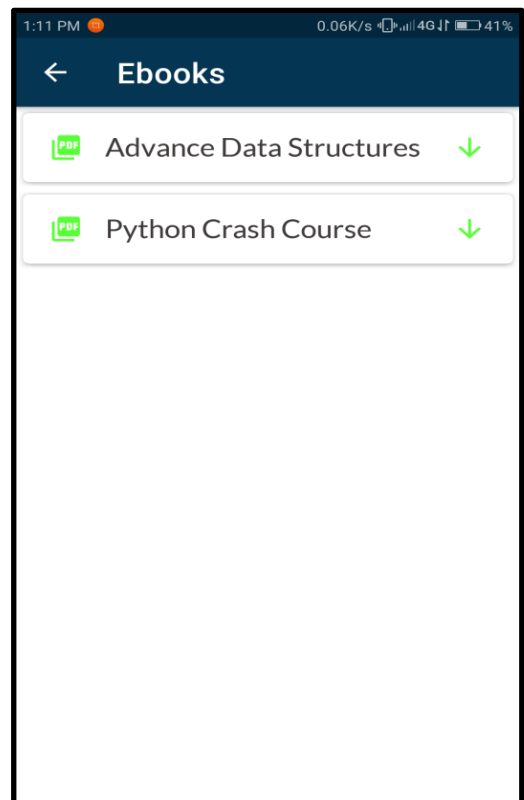 1:11 PM 0.06K/s 4G 41%
Ebooks
PDF Advance Data Structures
PDF Python Crash Course